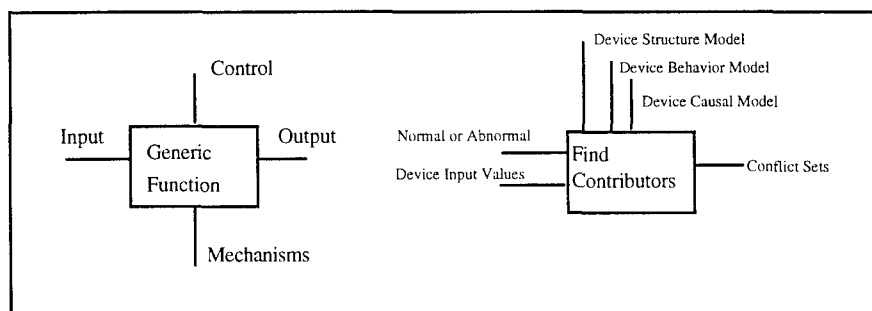 Control
Input
Output
Generic
Function
Mechanisms
Device Structure Model
Device Behavior Model
Device Causal Model
Normal or Abnormal
Device Input Values
Find
Contributors
Conflict Sets